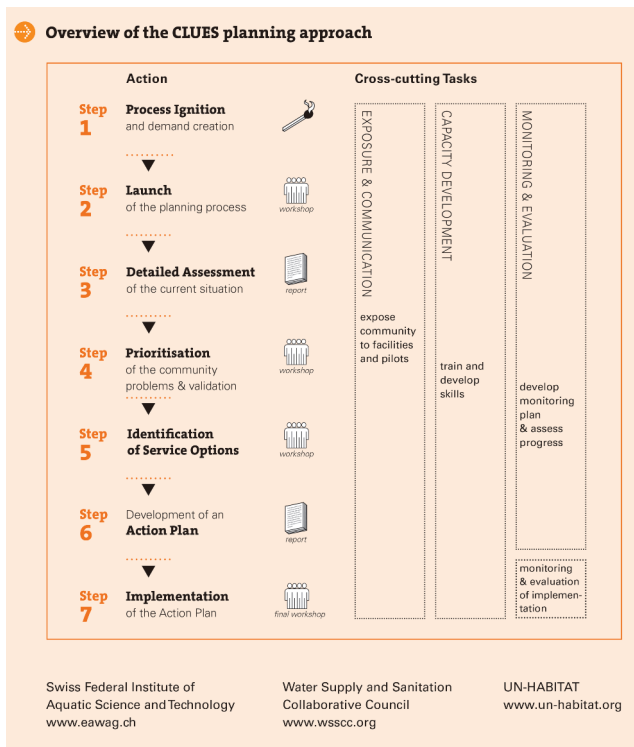 Overview of the CLUES planning approach
Action
Cross-cutting Tasks
Step 1
Process Ignition
and demand creation
Step 2
Launch
of the planning process
workshop
Step 3
Detailed Assessment
of the current situation
report
Step 4
Prioritisation
of the community
problems & validation
workshop
Step 5
Identification
of Service Options
workshop
Step 6
Development of an
Action Plan
report
Step 7
Implementation
of the Action Plan
final workshop
EXPOSURE & COMMUNICATION
expose
community
to facilities
and pilots
CAPACITY DEVELOPMENT
train and
develop
skills
MONITORING & EVALUATION
develop
monitoring
plan
& assess
progress
monitoring
& evaluation
of implemen-
tation
Swiss Federal Institute of
Aquatic Science and Technology
www.eawag.ch
Water Supply and Sanitation
Collaborative Council
www.wsscc.org
UN-HABITAT
www.un-habitat.org